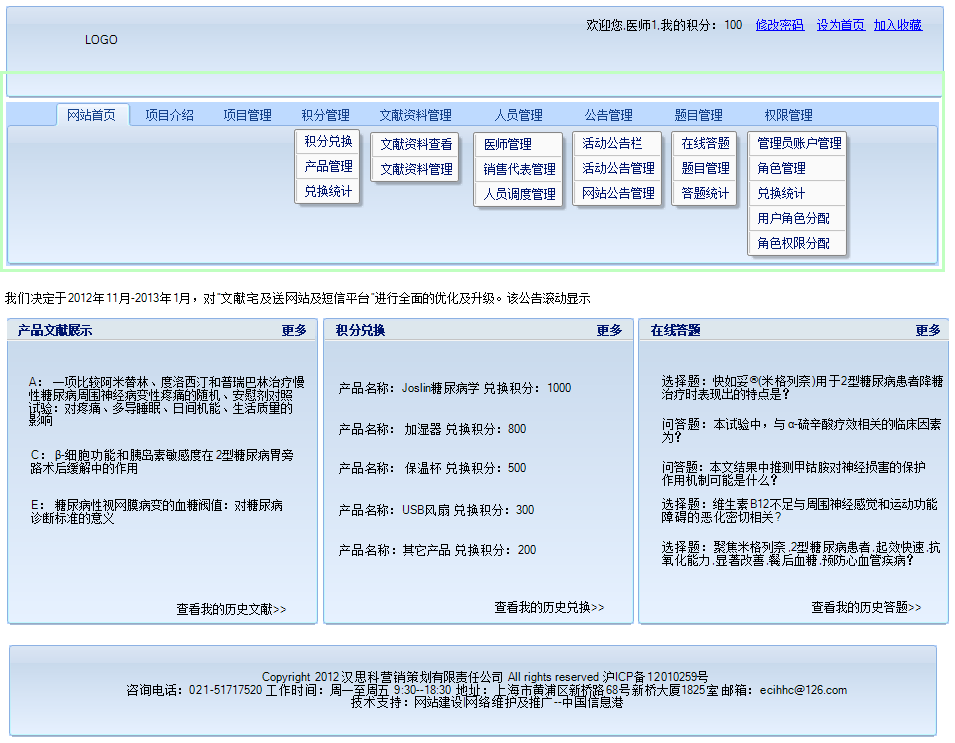 欢迎您,医师1,我的积分：100 修改密码 设为首页 加入收藏
LOGO
网站首页 项目介绍 项目管理 积分管理 文献资料管理 人员管理 公告管理 题目管理 权限管理
积分兑换
产品管理
兑换统计
文献资料查看
文献资料管理
医师管理
销售代表管理
人员调度管理
活动公告栏
活动公告管理
网站公告管理
在线答题
题目管理
答题统计
管理员账户管理
角色管理
兑换统计
用户角色分配
角色权限分配
我们决定于2012年11月-2013年1月，对"文献宅及送网站及短信平台"进行全面的优化及升级。该公告滚动显示
产品文献展示 更多
A： 一项比较阿米替林、度洛西汀和普瑞巴林治疗慢
性糖尿病周围神经病变性疼痛的随机、安慰剂对照
试验：对疼痛、多导睡眠、日间机能、生活质量的
影响
C： β-细胞功能和胰岛素敏感度在2型糖尿病胃旁
路术后缓解中的作用
E： 糖尿病性视网膜病变的血糖阀值：对糖尿病
诊断标准的意义
查看我的历史文献>>
积分兑换 更多
产品名称：Joslin糖尿病学 兑换积分：1000
产品名称： 加湿器 兑换积分：800
产品名称： 保温杯 兑换积分：500
产品名称：USB风扇 兑换积分：300
产品名称：其它产品 兑换积分：200
查看我的历史兑换>>
在线答题 更多
选择题：快如妥®(米格列奈)用于2型糖尿病患者降糖
治疗时表现出的特点是？
问答题：本试验中，与 α-硫辛酸疗效相关的临床因素
为？
问答题：本文结果中推测甲钴胺对神经损害的保护
作用机制可能是什么？
选择题：维生素B12不足与周围神经感觉和运动功能
障碍的恶化密切相关?
选择题：聚焦米格列奈,2型糖尿病患者,起效快速,抗
氧化能力,显著改善,餐后血糖,预防心血管疾病？
查看我的历史答题>>
Copyright 2012 汉思科营销策划有限责任公司 All rights reserved 沪ICP备12010259号
咨询电话：021-51717520 工作时间：周一至周五 9:30--18:30 地址：上海市黄浦区新桥路68号新桥大厦1825室 邮箱：ecihhc@126.com
技术支持：网站建设|网络维护及推广--中国信息港